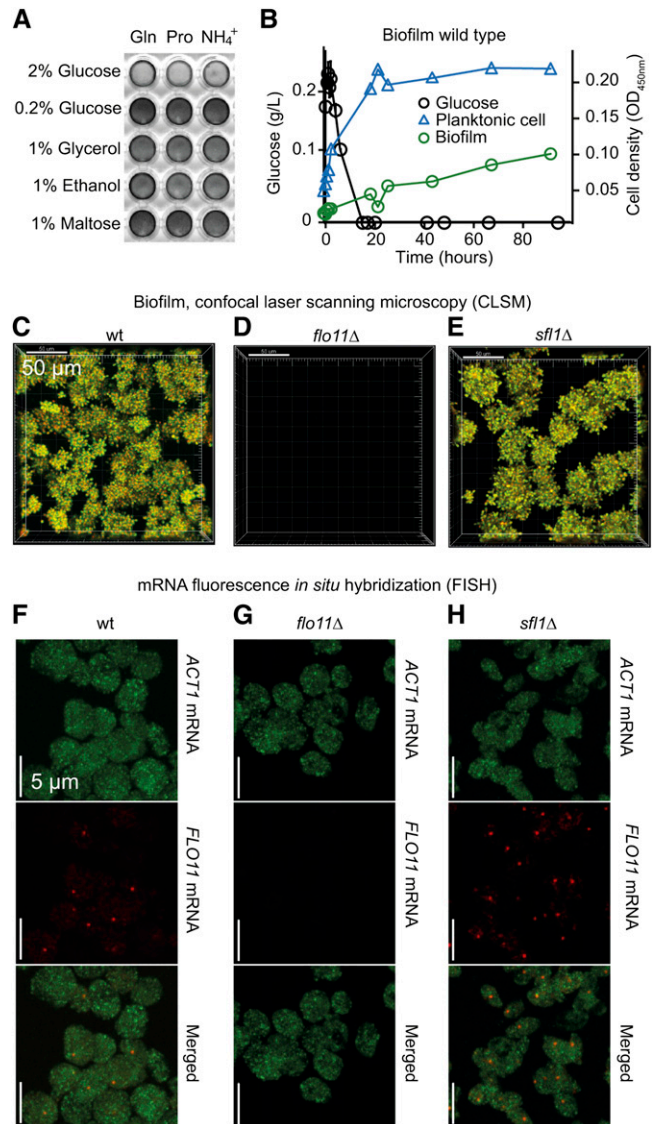 A
Gln Pro NH₄⁺
2% Glucose
0.2% Glucose
1% Glycerol
1% Ethanol
1% Maltose
B
Biofilm wild type
Glucose (g/L)
0.2
0.1
0
Glucose
Planktonic cell
Biofilm
0.20
0.15
0.10
0.05
Cell density (OD₄₅₀nm)
0 20 40 60 80
Time (hours)
Biofilm, confocal laser scanning microscopy (CLSM)
C wt
50 µm
D flo11Δ
E sfl1Δ
mRNA fluorescence in situ hybridization (FISH)
F wt
G flo11Δ
H sfl1Δ
5 µm
ACT1 mRNA
ACT1 mRNA
ACT1 mRNA
FLO11 mRNA
FLO11 mRNA
FLO11 mRNA
Merged
Merged
Merged